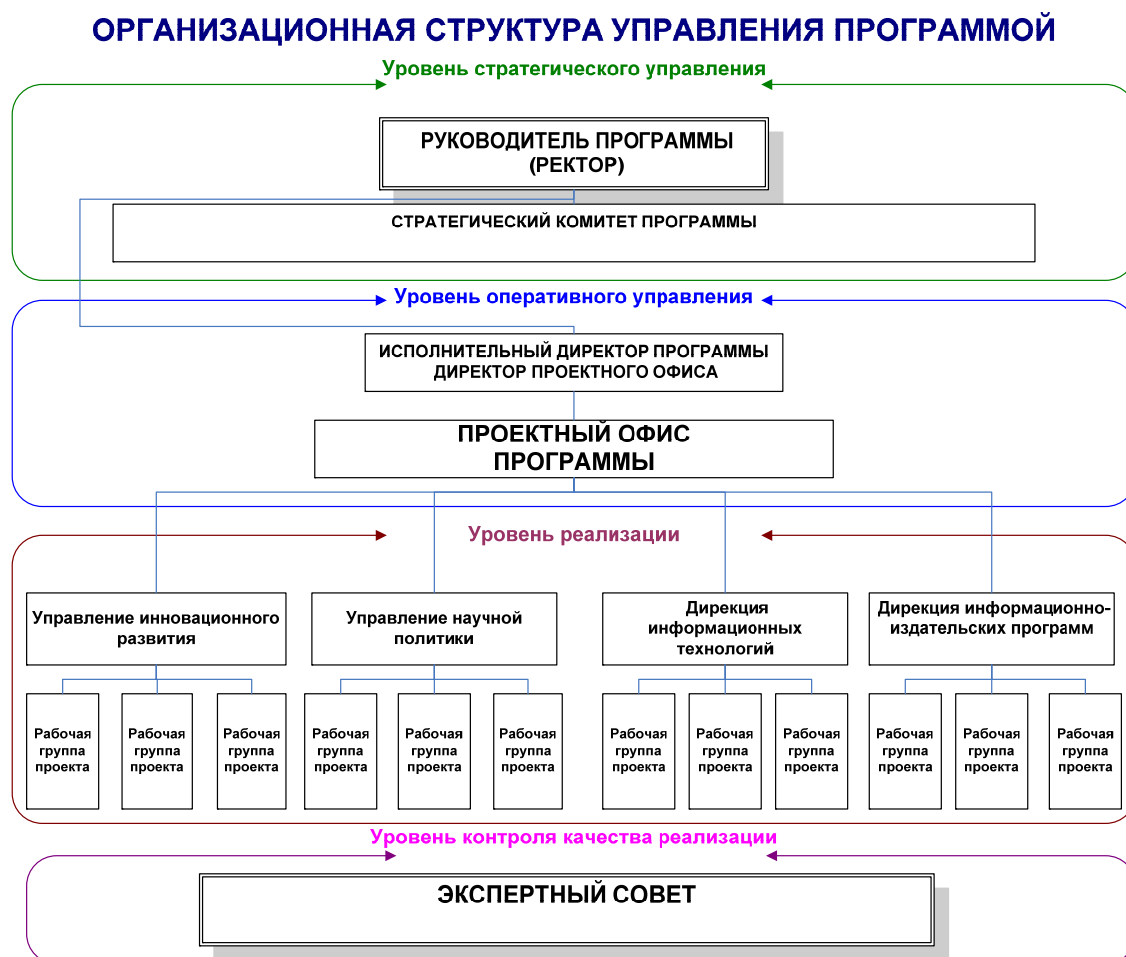 ОРГАНИЗАЦИОННАЯ СТРУКТУРА УПРАВЛЕНИЯ ПРОГРАММОЙ
Уровень стратегического управления
РУКОВОДИТЕЛЬ ПРОГРАММЫ
(РЕКТОР)
СТРАТЕГИЧЕСКИЙ КОМИТЕТ ПРОГРАММЫ
Уровень оперативного управления
ИСПОЛНИТЕЛЬНЫЙ ДИРЕКТОР ПРОГРАММЫ
ДИРЕКТОР ПРОЕКТНОГО ОФИСА
ПРОЕКТНЫЙ ОФИС
ПРОГРАММЫ
Уровень реализации
Управление инновационного
развития
Управление научной
политики
Дирекция
информационных
технологий
Дирекция информационно-
издательских программ
Рабочая
группа
проекта
Рабочая
группа
проекта
Рабочая
группа
проекта
Рабочая
группа
проекта
Рабочая
группа
проекта
Рабочая
группа
проекта
Рабочая
группа
проекта
Рабочая
группа
проекта
Рабочая
группа
проекта
Рабочая
группа
проекта
Рабочая
группа
проекта
Рабочая
группа
проекта
Уровень контроля качества реализации
ЭКСПЕРТНЫЙ СОВЕТ